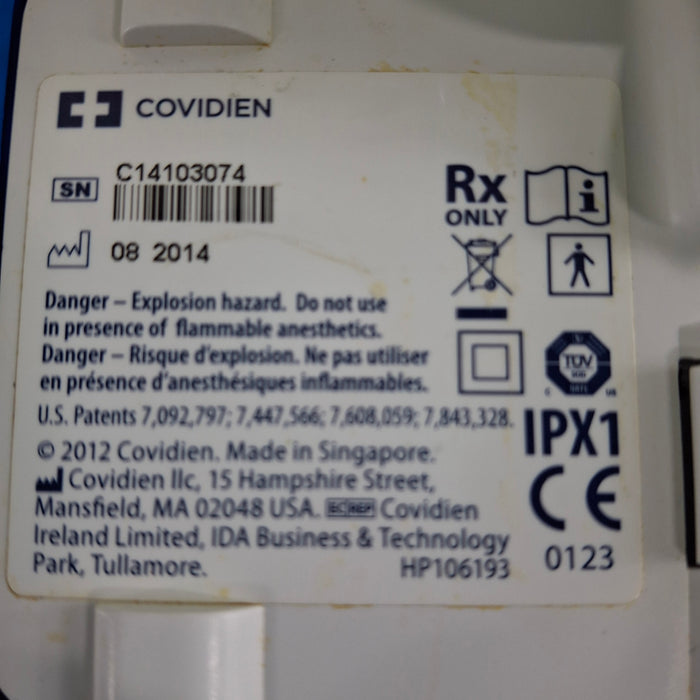 COVIDIEN
SN
C14103074
08 2014
Rx
ONLY
i
Danger – Explosion hazard. Do not use
in presence of flammable anesthetics.
Danger – Risque d'explosion. Ne pas utiliser
en présence d'anesthésiques inflammables.
TÜV
U.S. Patents 7,092,797; 7,447,566; 7,608,059; 7,843,328.
IPX1
© 2012 Covidien. Made in Singapore.
Covidien llc, 15 Hampshire Street,
Mansfield, MA 02048 USA. EC REP Covidien
Ireland Limited, IDA Business & Technology
Park, Tullamore.
HP106193
CE
0123